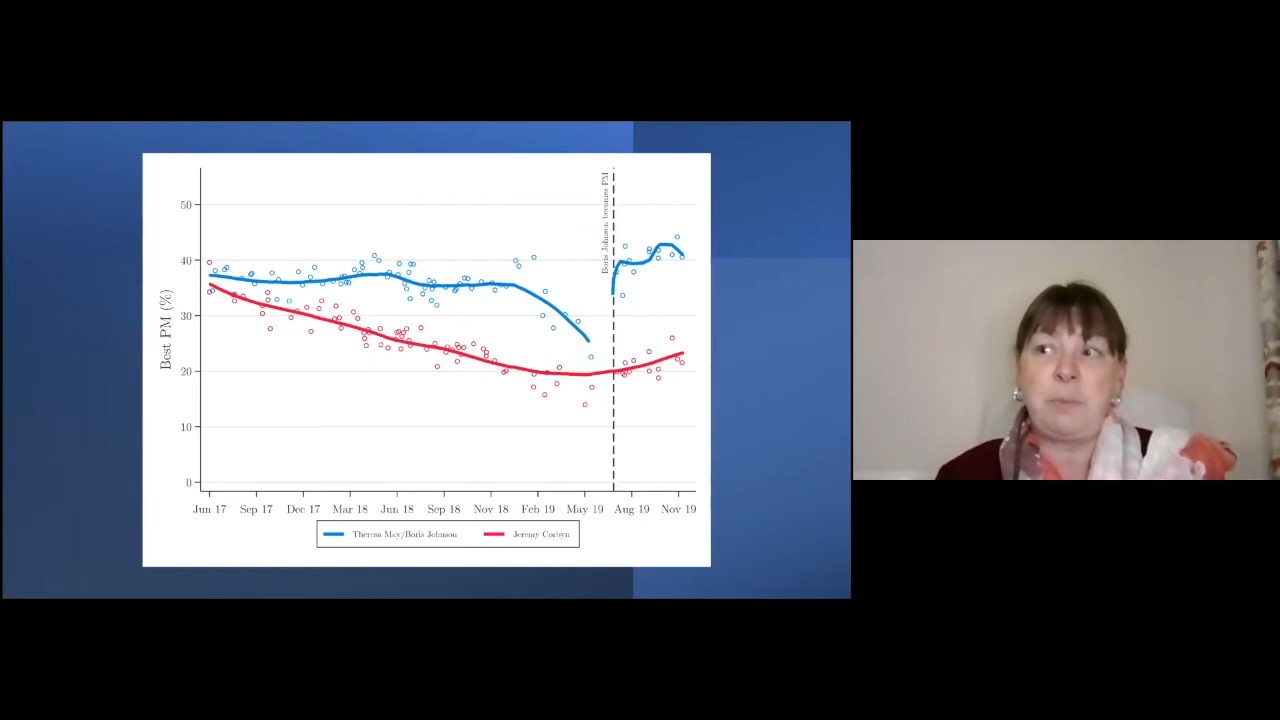 Boris Johnson becomes PM
Best PM (%)
50
40
30
20
10
0
Jun 17 Sep 17 Dec 17 Mar 18 Jun 18 Sep 18 Nov 18 Feb 19 May 19 Aug 19 Nov 19
Theresa May/Boris Johnson Jeremy Corbyn